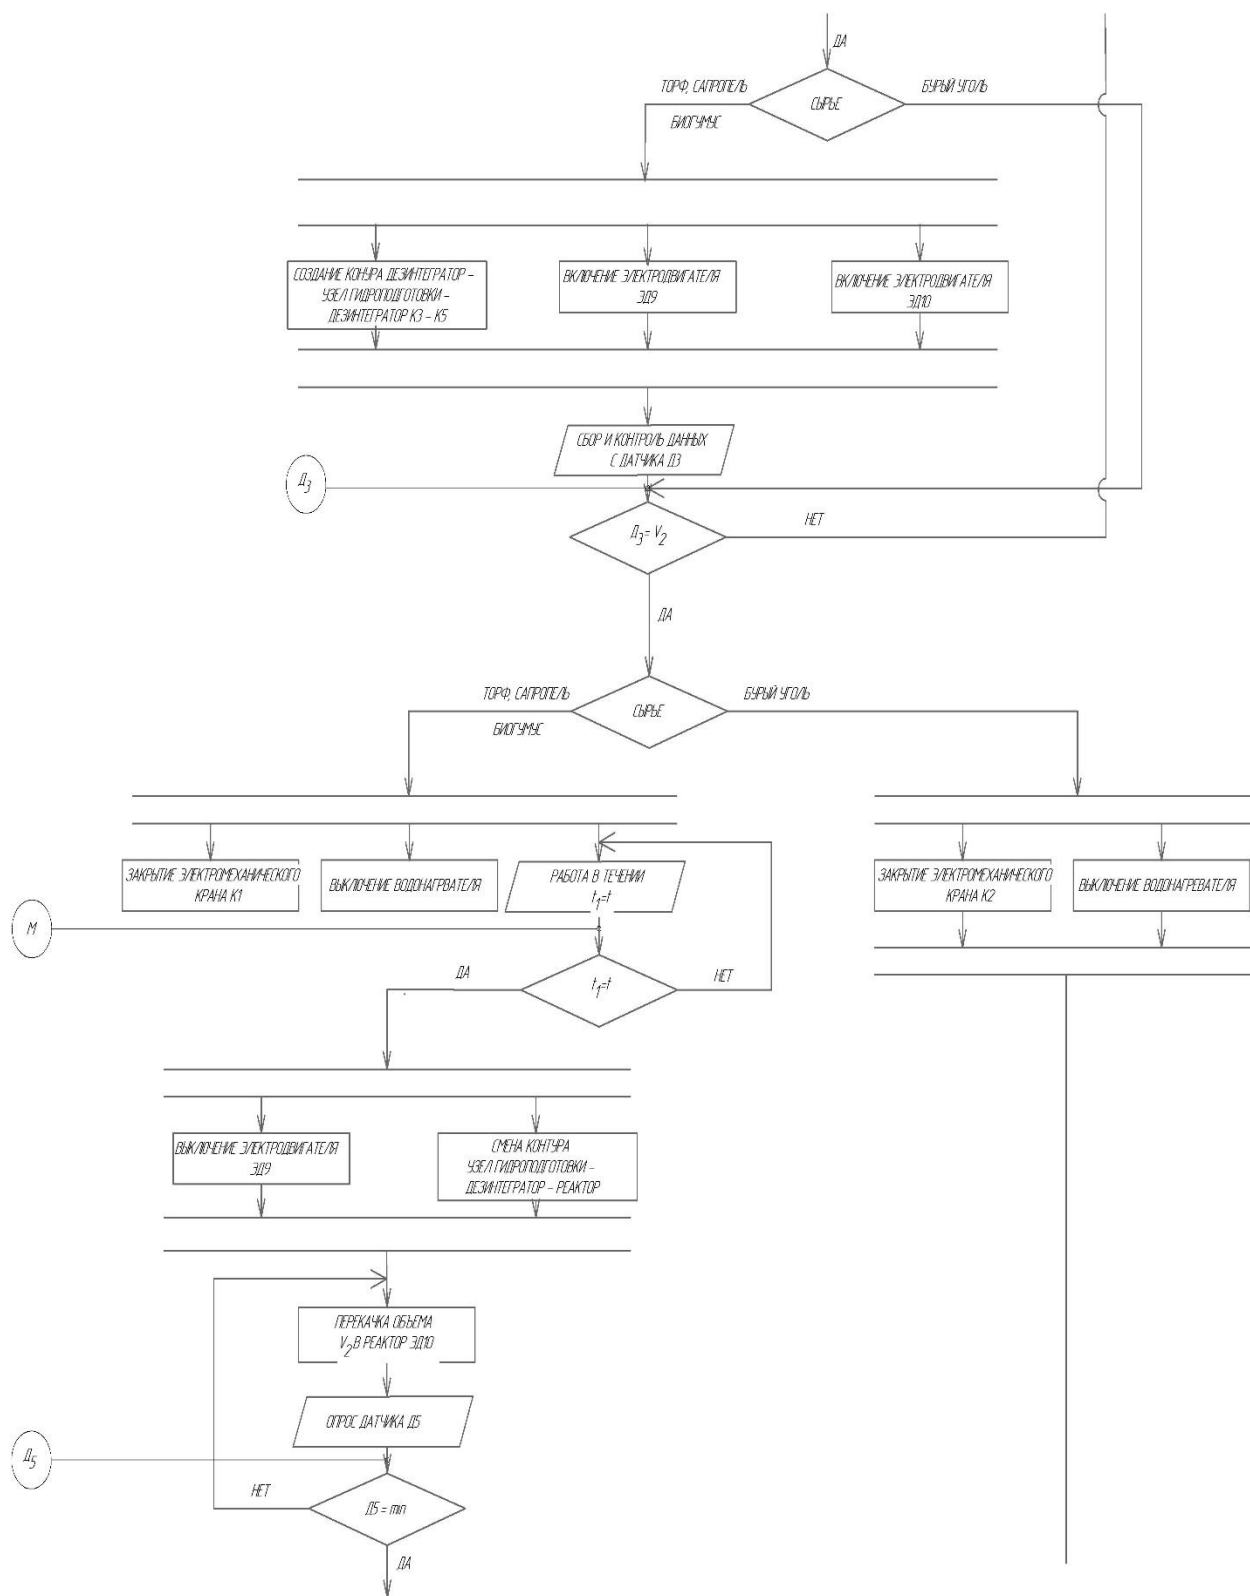 ДА
ТОРФ, САПРОПЕЛЬ
БИОГУМУС
СЫРЬЕ
БУРЫЙ УГОЛЬ
СОЗДАНИЕ КОНУРА ДЕЗИНТЕГРАТОР –
УЗЕЛ ГИДРОПОДГОТОВКИ –
ДЕЗИНТЕГРАТОР К3 – К5
ВКЛЮЧЕНИЕ ЭЛЕКТРОДВИГАТЕЛЯ
ЭД9
ВКЛЮЧЕНИЕ ЭЛЕКТРОДВИГАТЕЛЯ
ЭД10
СБОР И КОНТРОЛЬ ДАННЫХ
С ДАТЧИКА Д3
Д3
Д3= V2
НЕТ
ДА
ТОРФ, САПРОПЕЛЬ
БИОГУМУС
СЫРЬЕ
БУРЫЙ УГОЛЬ
ЗАКРЫТИЕ ЭЛЕКТРОМЕХАНИЧЕСКОГО
КРАНА К1
ВЫКЛЮЧЕНИЕ ВОДОНАГРВАТЕЛЯ
РАБОТА В ТЕЧЕНИИ
t1=t
ЗАКРЫТИЕ ЭЛЕКТРОМЕХАНИЧЕСКОГО
КРАНА К2
ВЫКЛЮЧЕНИЕ ВОДОНАГРЕВАТЕЛЯ
М
ДА
t1=t
НЕТ
ВЫКЛЮЧЕНИЕ ЭЛЕКТРОДВИГАТЕЛЯ
ЭД9
СМЕНА КОНТУРА
УЗЕЛ ГИДРОПОДГОТОВКИ –
ДЕЗИНТЕГРАТОР – РЕАКТОР
ПЕРЕКАЧКА ОБЪЕМА
V2 В РЕАКТОР ЭД10
ОПРОС ДАТЧИКА Д5
Д5
НЕТ
Д5 = min
ДА